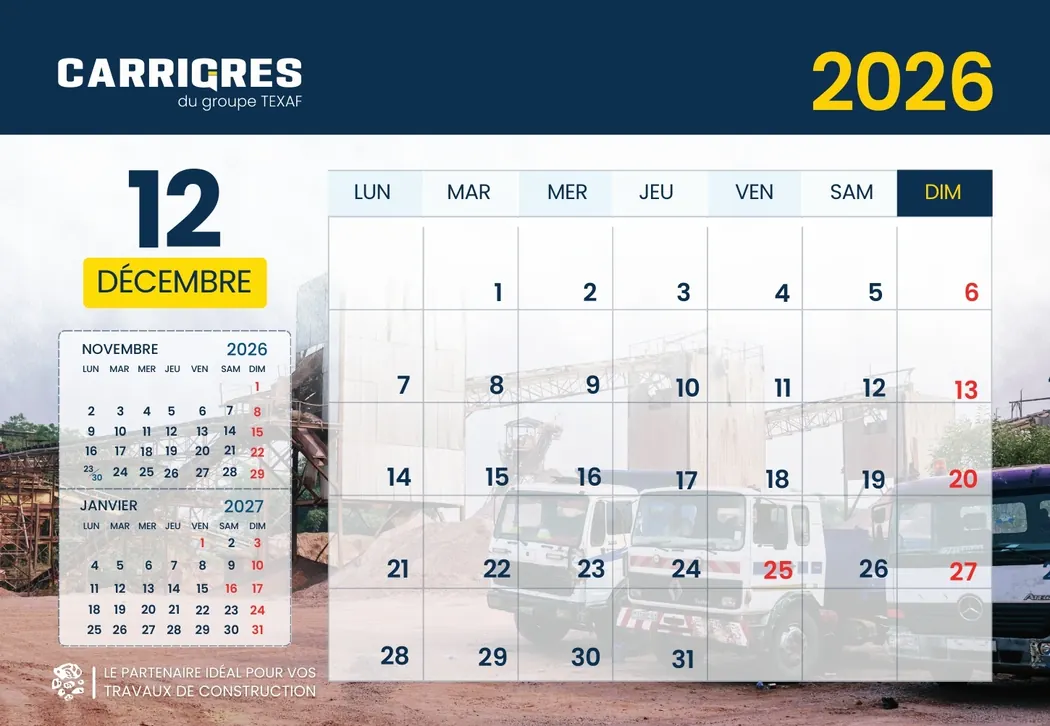 CARRIGRES
du groupe TEXAF
2026
12
DÉCEMBRE
LUN MAR MER JEU VEN SAM DIM
1 2 3 4 5 6
7 8 9 10 11 12 13
14 15 16 17 18 19 20
21 22 23 24 25 26 27
28 29 30 31
NOVEMBRE 2026
LUN MAR MER JEU VEN SAM DIM
1
2 3 4 5 6 7 8
9 10 11 12 13 14 15
16 17 18 19 20 21 22
23/30 24 25 26 27 28 29
JANVIER 2027
LUN MAR MER JEU VEN SAM DIM
1 2 3
4 5 6 7 8 9 10
11 12 13 14 15 16 17
18 19 20 21 22 23 24
25 26 27 28 29 30 31
LE PARTENAIRE IDÉAL POUR VOS
TRAVAUX DE CONSTRUCTION